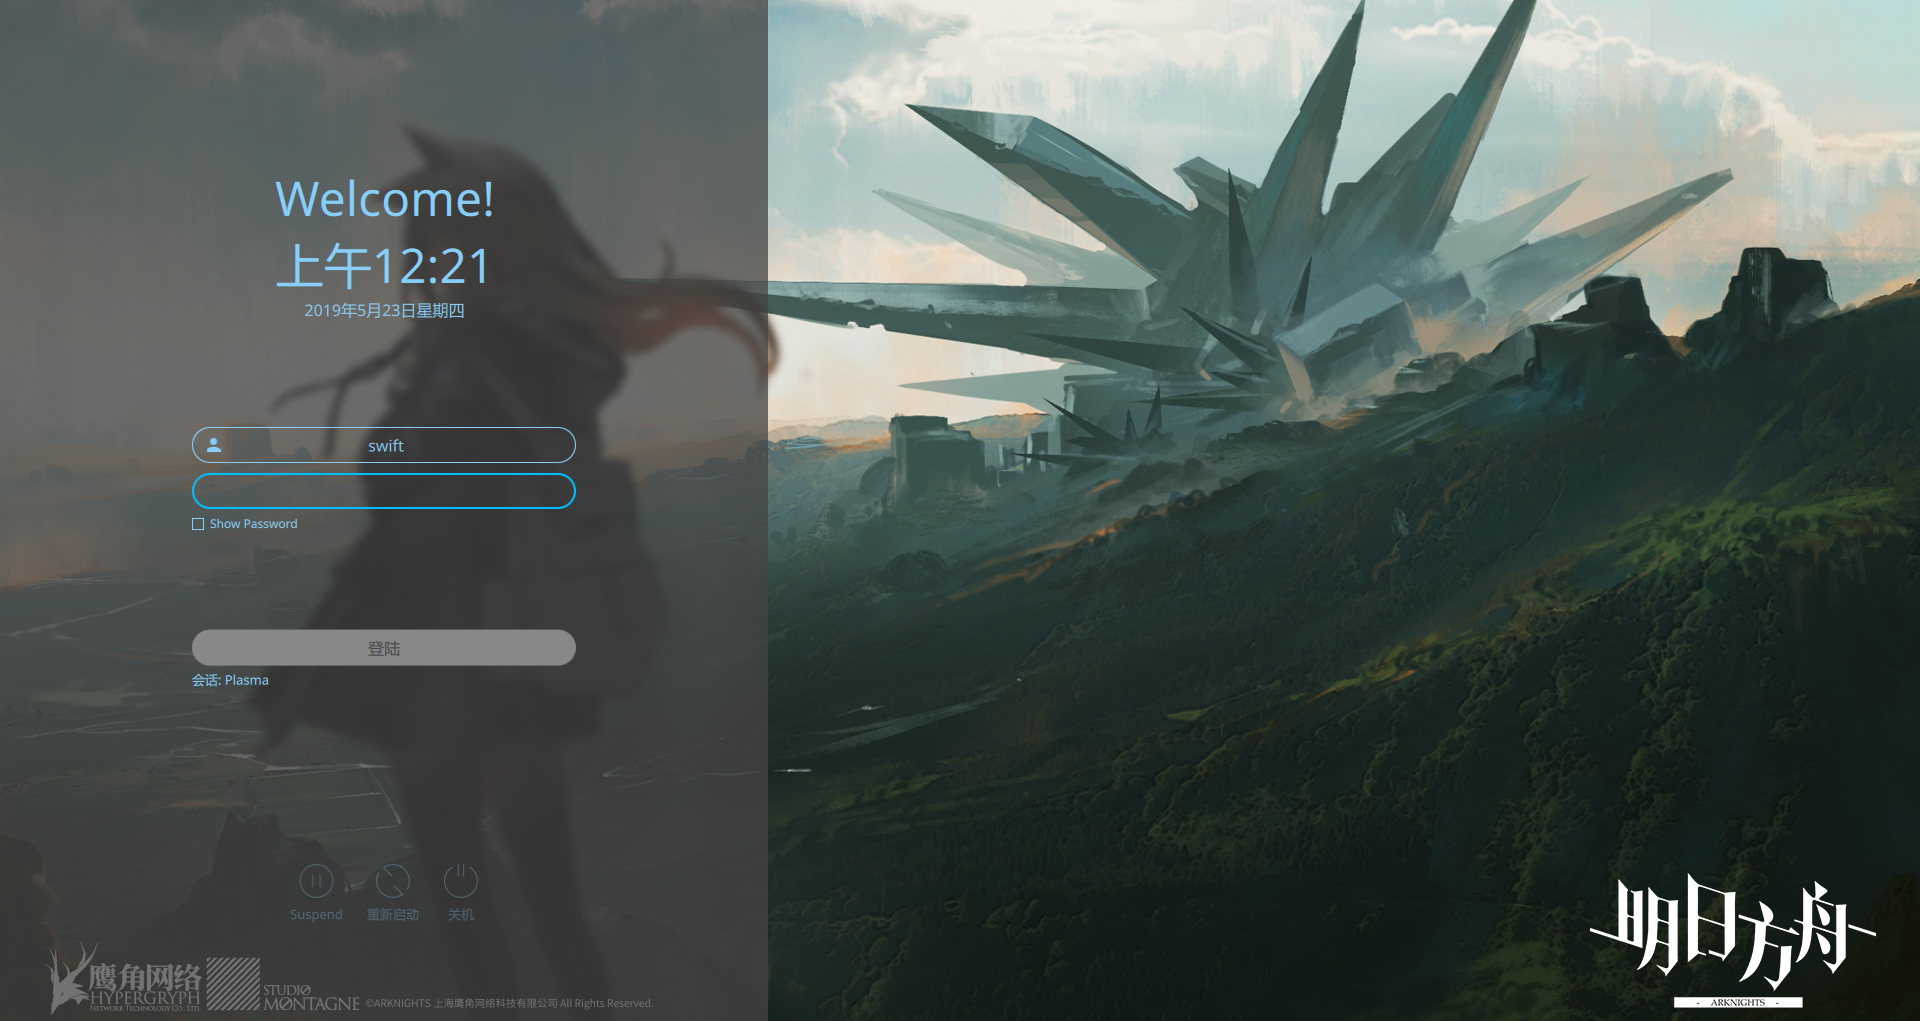 Welcome!
上午12:21
2019年5月23日星期四
swift
Show Password
登陆
会话: Plasma
Suspend
重新启动
关机
鹰角网络
HYPERGRYPH
NETWORK TECHNOLOGY CO., LTD.
STUDIO
MØNTAGNE
©ARKNIGHTS 上海鹰角网络科技有限公司 All Rights Reserved.
明日方舟
- ARKNIGHTS -